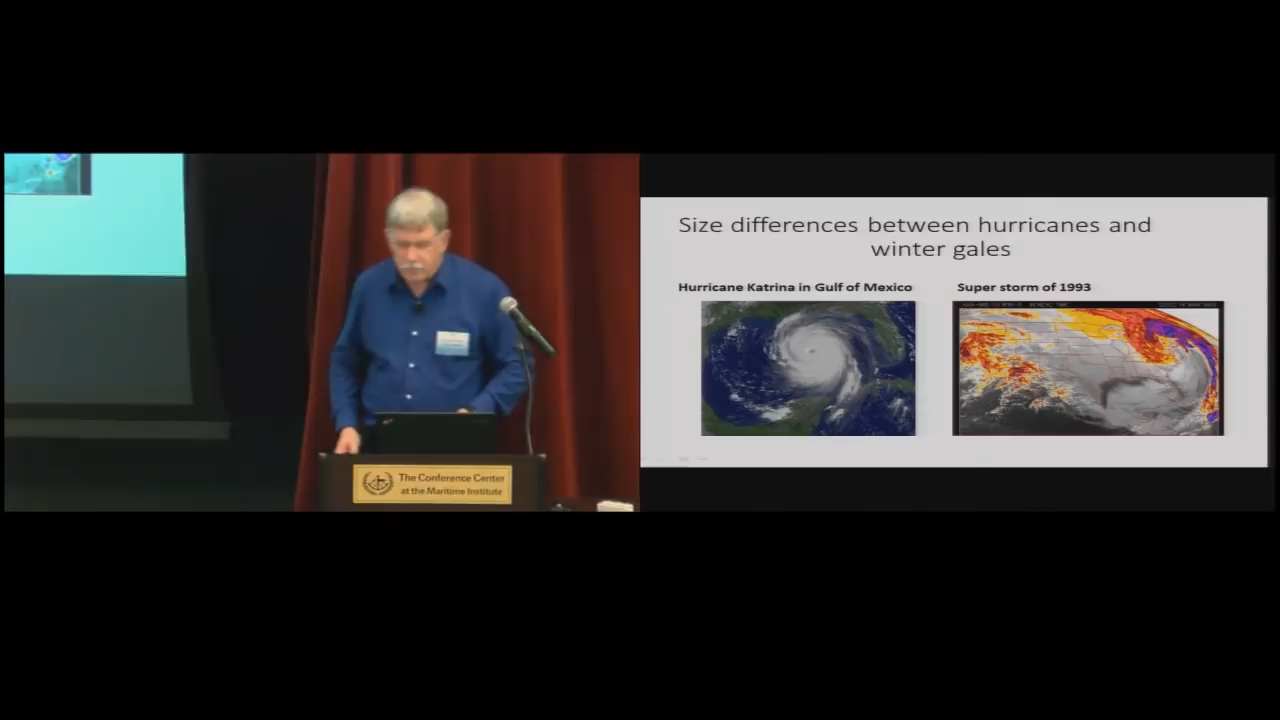 The Conference Center
at the Maritime Institute
Size differences between hurricanes and
winter gales
Hurricane Katrina in Gulf of Mexico
Super storm of 1993